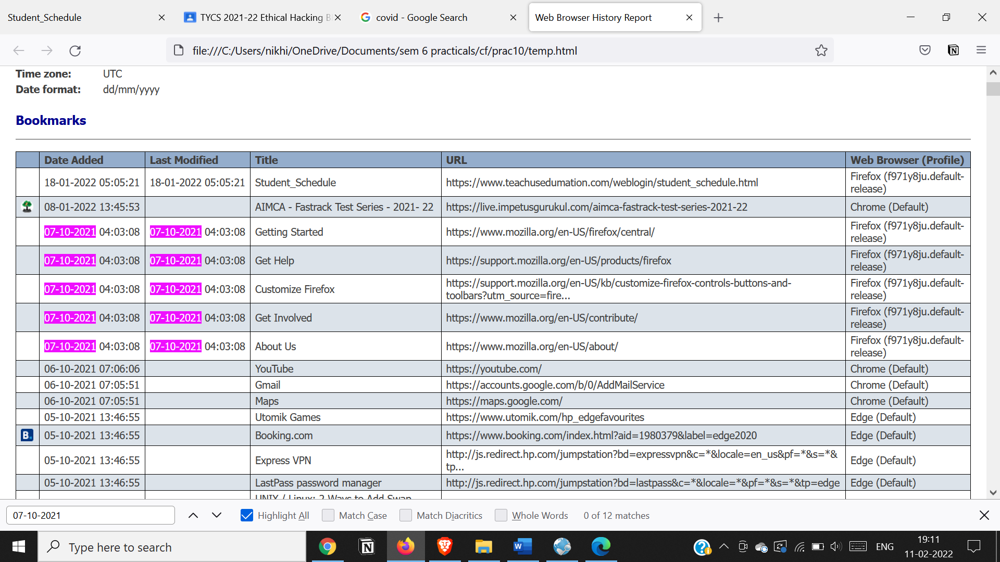 Student_Schedule
TYCS 2021-22 Ethical Hacking B
covid - Google Search
Web Browser History Report
file:///C:/Users/nikhi/OneDrive/Documents/sem 6 practicals/cf/prac10/temp.html
Time zone: UTC
Date format: dd/mm/yyyy
Bookmarks
Date Added Last Modified Title URL Web Browser (Profile)
18-01-2022 05:05:21 18-01-2022 05:05:21 Student_Schedule https://www.teachusedumation.com/weblogin/student_schedule.html Firefox (f971y8ju.default-
release)
08-01-2022 13:45:53 AIMCA - Fastrack Test Series - 2021- 22 https://live.impetusgurukul.com/aimca-fastrack-test-series-2021-22 Chrome (Default)
07-10-2021 04:03:08 07-10-2021 04:03:08 Getting Started https://www.mozilla.org/en-US/firefox/central/ Firefox (f971y8ju.default-
release)
07-10-2021 04:03:08 07-10-2021 04:03:08 Get Help https://support.mozilla.org/en-US/products/firefox Firefox (f971y8ju.default-
release)
07-10-2021 04:03:08 07-10-2021 04:03:08 Customize Firefox https://support.mozilla.org/en-US/kb/customize-firefox-controls-buttons-and- Firefox (f971y8ju.default-
toolbars?utm_source=fire... release)
07-10-2021 04:03:08 07-10-2021 04:03:08 Get Involved https://www.mozilla.org/en-US/contribute/ Firefox (f971y8ju.default-
release)
07-10-2021 04:03:08 07-10-2021 04:03:08 About Us https://www.mozilla.org/en-US/about/ Firefox (f971y8ju.default-
release)
06-10-2021 07:06:06 YouTube https://youtube.com/ Chrome (Default)
06-10-2021 07:05:51 Gmail https://accounts.google.com/b/0/AddMailService Chrome (Default)
06-10-2021 07:05:51 Maps https://maps.google.com/ Chrome (Default)
05-10-2021 13:46:55 Utomik Games https://www.utomik.com/hp_edgefavourites Edge (Default)
B. 05-10-2021 13:46:55 Booking.com https://www.booking.com/index.html?aid=1980379&label=edge2020 Edge (Default)
05-10-2021 13:46:55 Express VPN http://js.redirect.hp.com/jumpstation?bd=expressvpn&c=*&locale=en_us&pf=*&s=*& Edge (Default)
tp...
05-10-2021 13:46:55 LastPass password manager http://js.redirect.hp.com/jumpstation?bd=lastpass&c=*&locale=*&pf=*&s=*&tp=edge Edge (Default)
UNIX / Linux: 2 Ways to Add Swap
07-10-2021 Highlight All Match Case Match Diacritics Whole Words 0 of 12 matches
Type here to search
ENG
19:11
11-02-2022